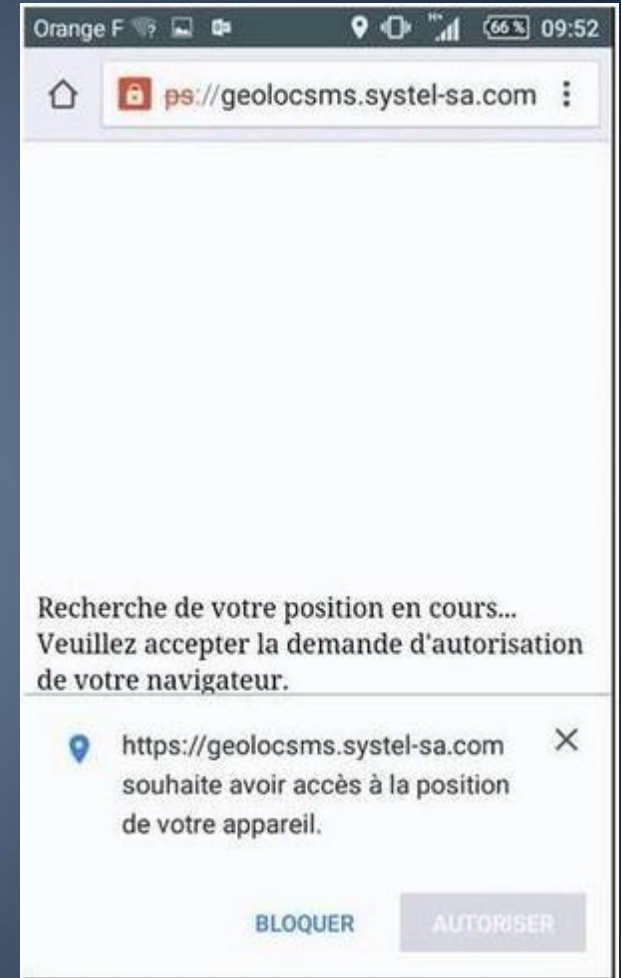 Orange F 66 % 09:52
ps://geolocsms.systel-sa.com
Recherche de votre position en cours...
Veuillez accepter la demande d'autorisation
de votre navigateur.
https://geolocsms.systel-sa.com
souhaite avoir accès à la position
de votre appareil.
BLOQUER AUTORISER